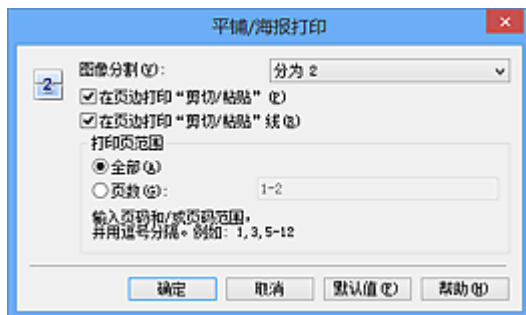 平铺/海报打印
图像分割(V): 分为 2
2
在页边打印“剪切/粘贴” (P)
在页边打印“剪切/粘贴”线(B)
打印页范围
全部(A)
页数(G): 1-2
输入页码和/或页码范围,
并用逗号分隔。例如: 1,3,5-12
确定 取消 默认值(F) 帮助(H)